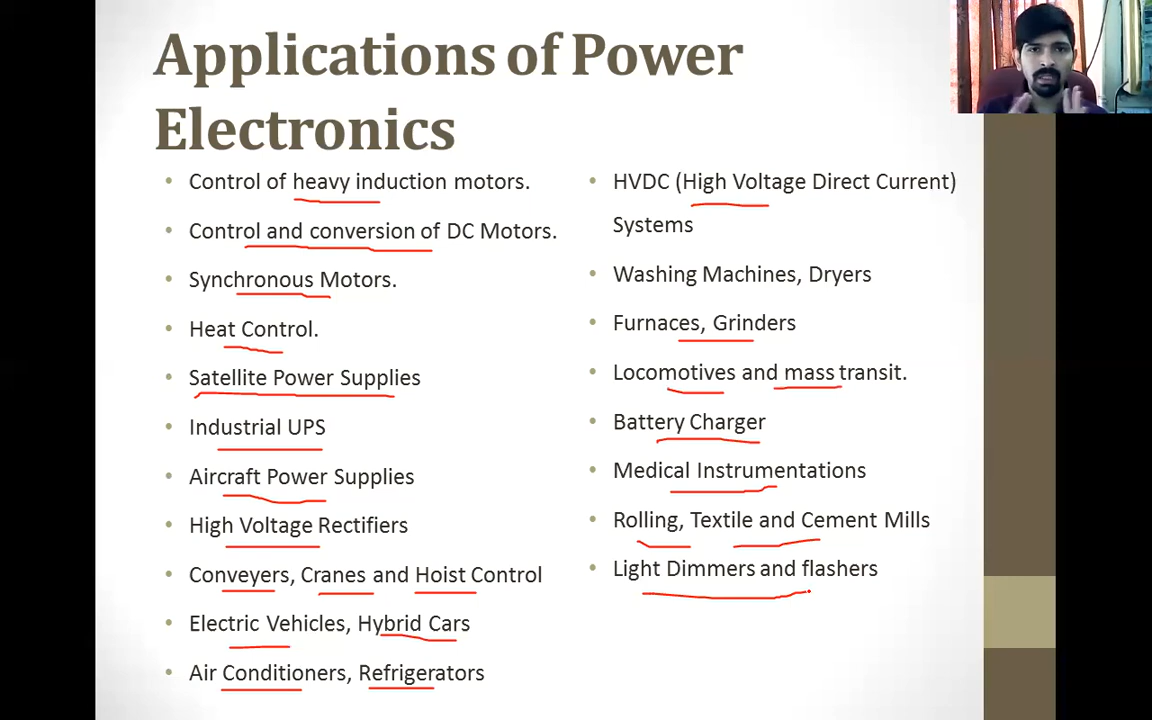 Applications of Power
Electronics
Control of heavy induction motors.
Control and conversion of DC Motors.
Synchronous Motors.
Heat Control.
Satellite Power Supplies
Industrial UPS
Aircraft Power Supplies
High Voltage Rectifiers
Conveyers, Cranes and Hoist Control
Electric Vehicles, Hybrid Cars
Air Conditioners, Refrigerators
HVDC (High Voltage Direct Current)
Systems
Washing Machines, Dryers
Furnaces, Grinders
Locomotives and mass transit.
Battery Charger
Medical Instrumentations
Rolling, Textile and Cement Mills
Light Dimmers and flashers